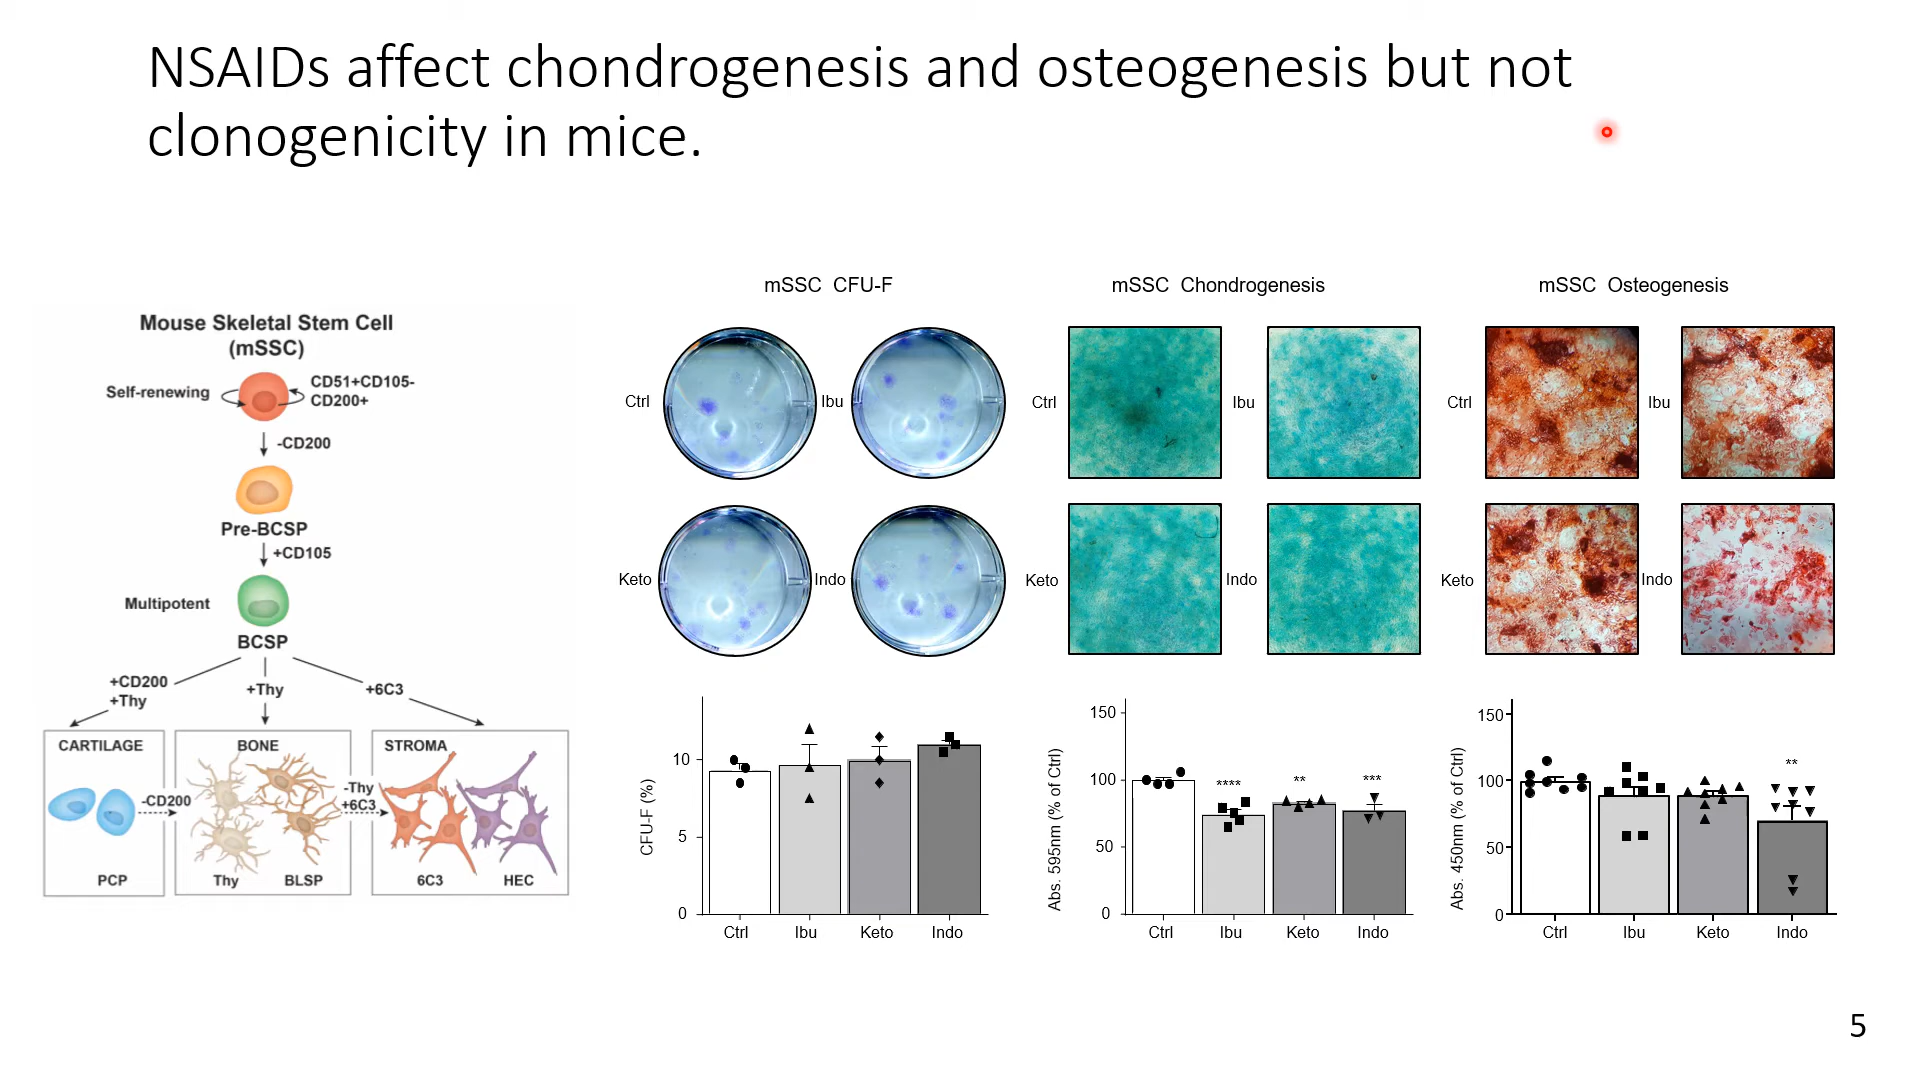 NSAIDs affect chondrogenesis and osteogenesis but not
clonogenicity in mice.
Mouse Skeletal Stem Cell
(mSSC)
Self-renewing
CD51+CD105-
CD200+
-CD200
Pre-BCSP
+CD105
Multipotent
BCSP
+CD200
+Thy
+Thy
+6C3
CARTILAGE
BONE
STROMA
-CD200
-Thy
+6C3
PCP
Thy
BLSP
6C3
HEC
mSSC CFU-F
Ctrl
Ibu
Keto
Indo
CFU-F (%)
10
5
0
Ctrl
Ibu
Keto
Indo
mSSC Chondrogenesis
Ctrl
Ibu
Keto
Indo
Abs. 595nm (% of Ctrl)
150
100
50
0
****
**
***
Ctrl
Ibu
Keto
Indo
mSSC Osteogenesis
Ctrl
Ibu
Keto
Indo
Abs. 450nm (% of Ctrl)
150
100
50
0
**
Ctrl
Ibu
Keto
Indo
5